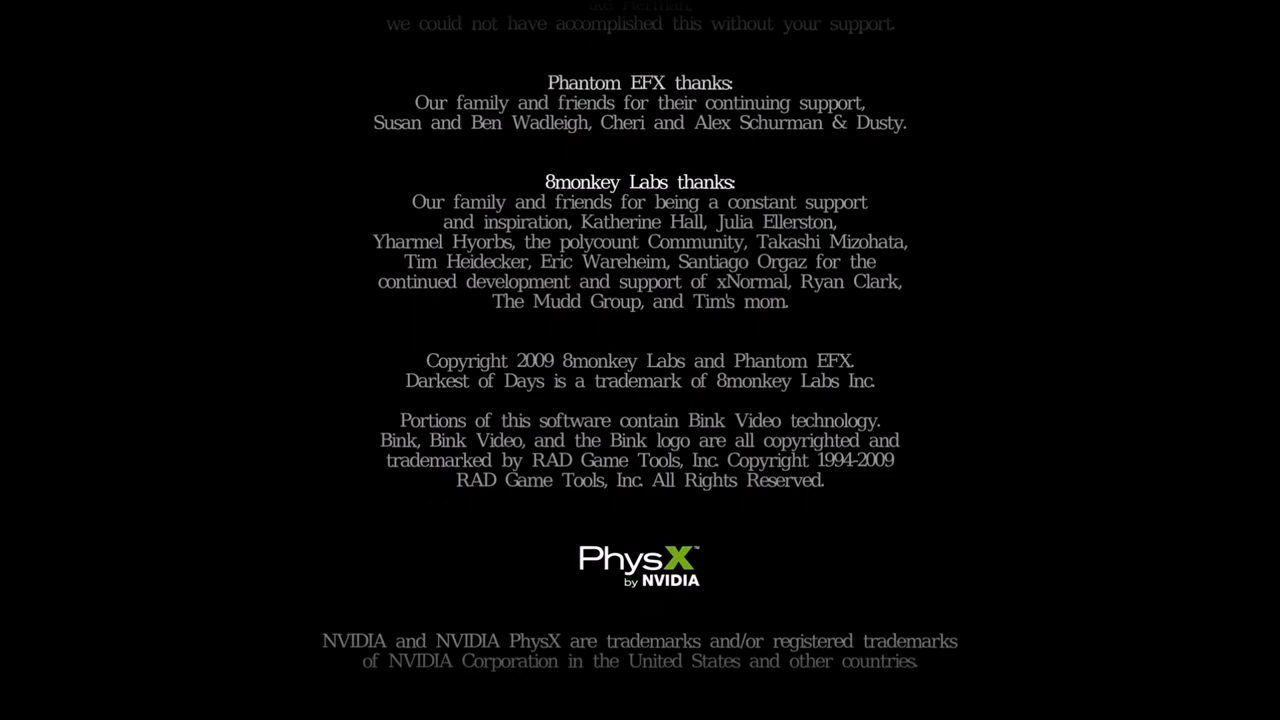 we could not have accomplished this without your support.
Phantom EFX thanks:
Our family and friends for their continuing support,
Susan and Ben Wadleigh, Cheri and Alex Schurman & Dusty.
8monkey Labs thanks:
Our family and friends for being a constant support
and inspiration, Katherine Hall, Julia Ellerston,
Yharmel Hyorbs, the polycount Community, Takashi Mizohata,
Tim Heidecker, Eric Wareheim, Santiago Orgaz for the
continued development and support of xNormal, Ryan Clark,
The Mudd Group, and Tim's mom.
Copyright 2009 8monkey Labs and Phantom EFX.
Darkest of Days is a trademark of 8monkey Labs Inc.
Portions of this software contain Bink Video technology.
Bink, Bink Video, and the Bink logo are all copyrighted and
trademarked by RAD Game Tools, Inc. Copyright 1994-2009
RAD Game Tools, Inc. All Rights Reserved.
PhysX™
by NVIDIA
NVIDIA and NVIDIA PhysX are trademarks and/or registered trademarks
of NVIDIA Corporation in the United States and other countries.